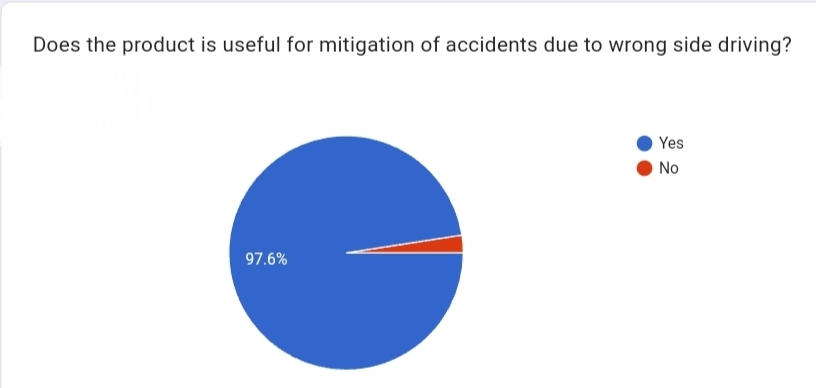 Does the product is useful for mitigation of accidents due to wrong side driving?
Yes
No
97.6%